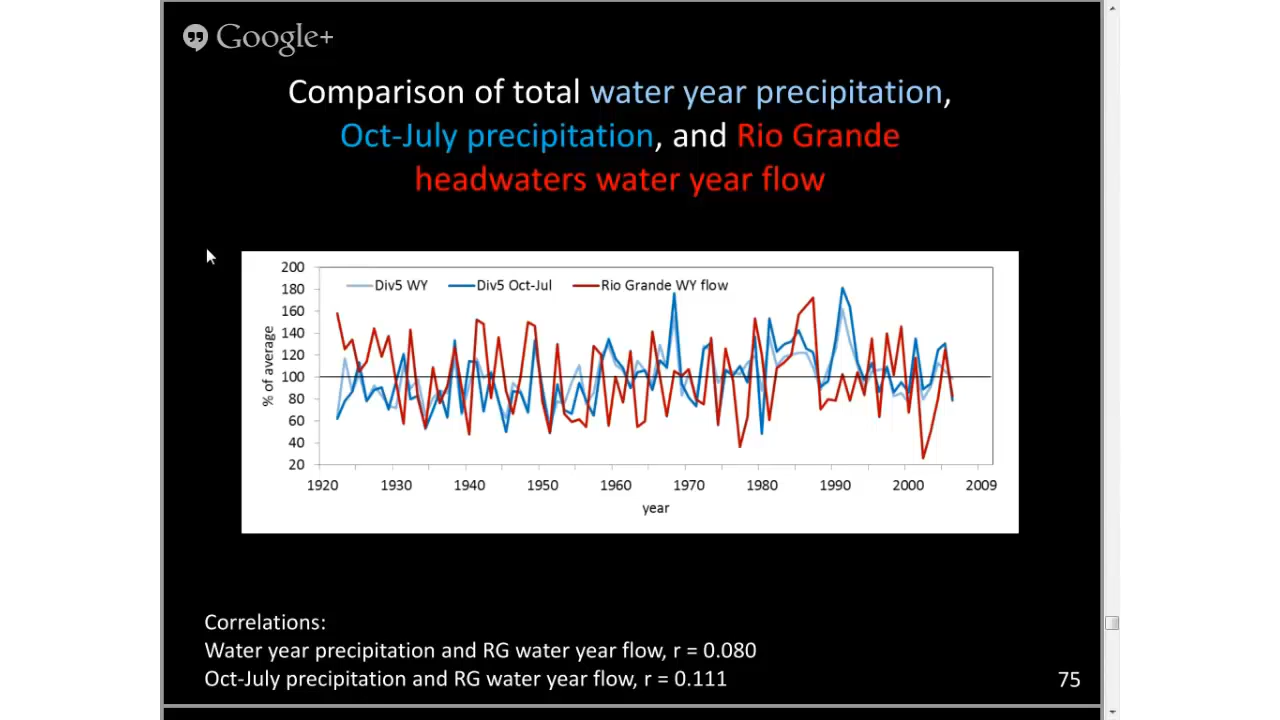 Google+
Comparison of total water year precipitation,
Oct-July precipitation, and Rio Grande
headwaters water year flow
200
180
160
140
120
100
80
60
40
20
% of average
Div5 WY Div5 Oct-Jul Rio Grande WY flow
1920 1930 1940 1950 1960 1970 1980 1990 2000 2009
year
Correlations:
Water year precipitation and RG water year flow, r = 0.080
Oct-July precipitation and RG water year flow, r = 0.111
75